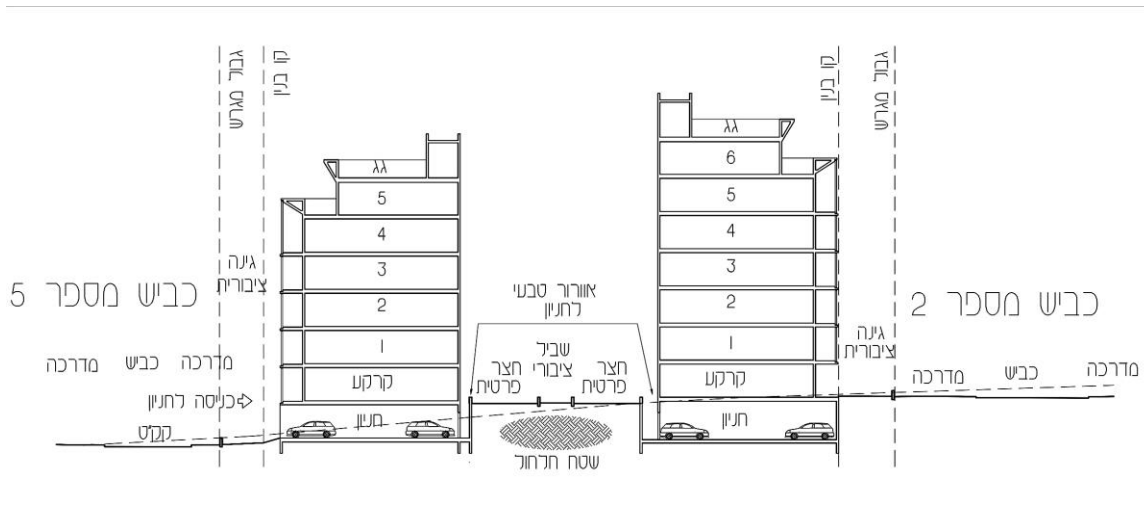 גבול מגרש
קו בנין
קו בנין
גבול מגרש
גג
6
5
4
3
2
1
קרקע
חניון
גג
5
4
3
2
1
קרקע
חניון
גינה
ציבורית
כביש מספר 5
מדרכה כביש מדרכה
כניסה לחניון
אוורור טבעי
לחניון
חצר
פרטית
שביל
ציבורי
חצר
פרטית
שטח חלחול
גינה
ציבורית
כביש מספר 2
מדרכה כביש מדרכה